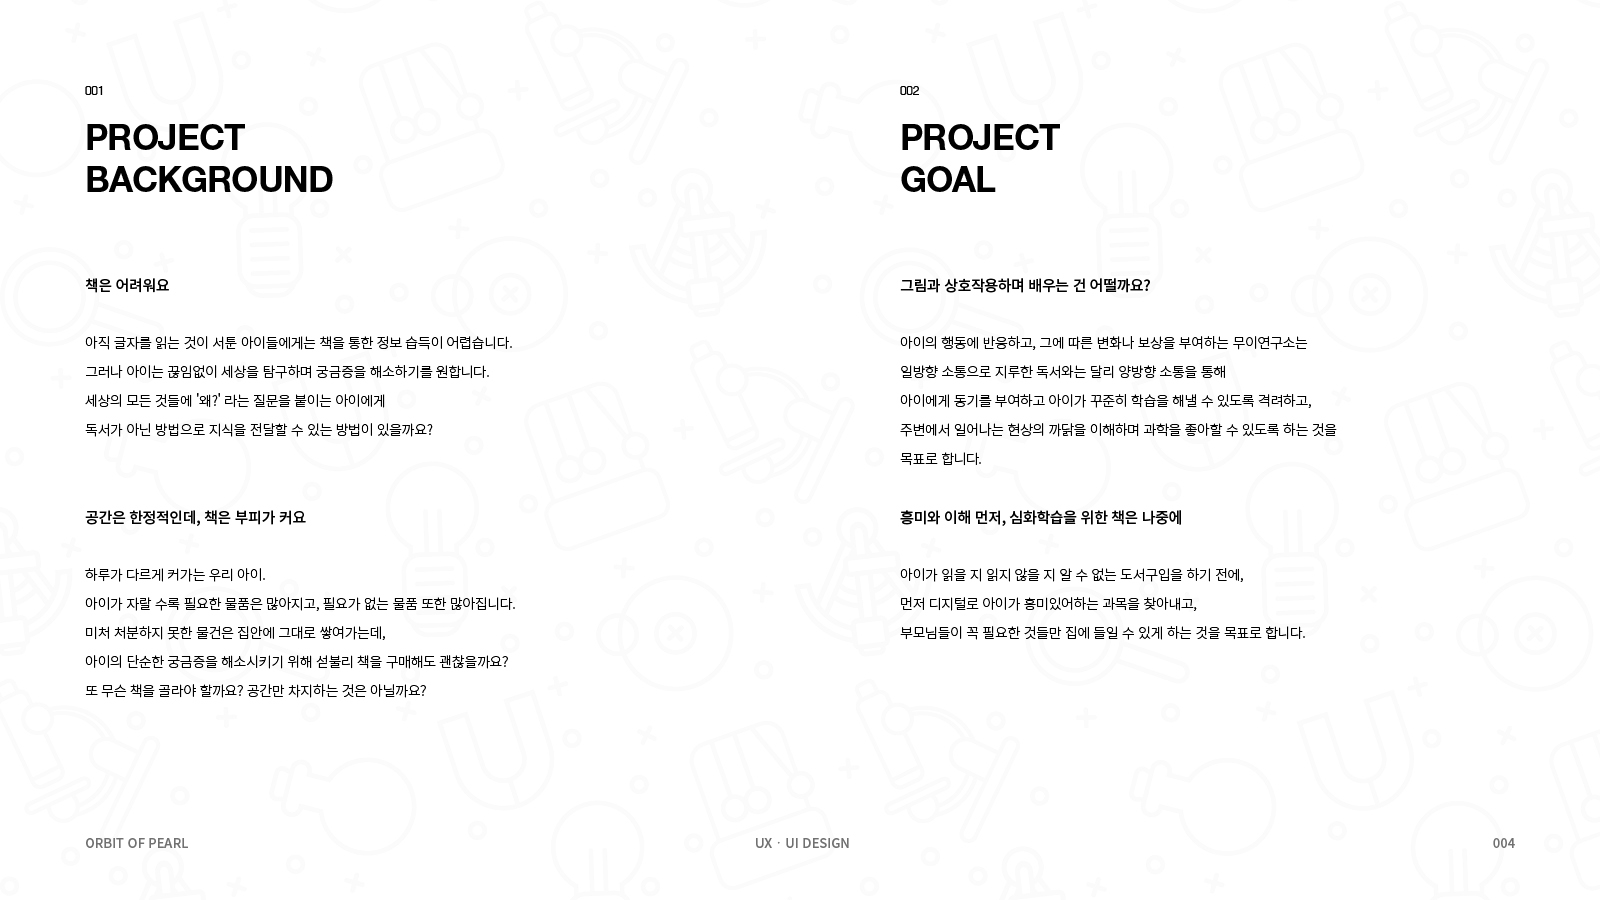 001
PROJECT
BACKGROUND
책은 어려워요
아직 글자를 읽는 것이 서툰 아이들에게는 책을 통한 정보 습득이 어렵습니다.
그러나 아이는 끊임없이 세상을 탐구하며 궁금증을 해소하기를 원합니다.
세상의 모든 것들에 '왜?' 라는 질문을 붙이는 아이에게
독서가 아닌 방법으로 지식을 전달할 수 있는 방법이 있을까요?
공간은 한정적인데, 책은 부피가 커요
하루가 다르게 커가는 우리 아이.
아이가 자랄 수록 필요한 물품은 많아지고, 필요가 없는 물품 또한 많아집니다.
미처 처분하지 못한 물건은 집안에 그대로 쌓여가는데,
아이의 단순한 궁금증을 해소시키기 위해 섣불리 책을 구매해도 괜찮을까요?
또 무슨 책을 골라야 할까요? 공간만 차지하는 것은 아닐까요?
002
PROJECT
GOAL
그림과 상호작용하며 배우는 건 어떨까요?
아이의 행동에 반응하고, 그에 따른 변화나 보상을 부여하는 무이연구소는
일방향 소통으로 지루한 독서와는 달리 양방향 소통을 통해
아이에게 동기를 부여하고 아이가 꾸준히 학습을 해낼 수 있도록 격려하고,
주변에서 일어나는 현상의 까닭을 이해하며 과학을 좋아할 수 있도록 하는 것을
목표로 합니다.
흥미와 이해 먼저, 심화학습을 위한 책은 나중에
아이가 읽을 지 읽지 않을 지 알 수 없는 도서구입을 하기 전에,
먼저 디지털로 아이가 흥미있어하는 과목을 찾아내고,
부모님들이 꼭 필요한 것들만 집에 들일 수 있게 하는 것을 목표로 합니다.
ORBIT OF PEARL
UX · UI DESIGN
004